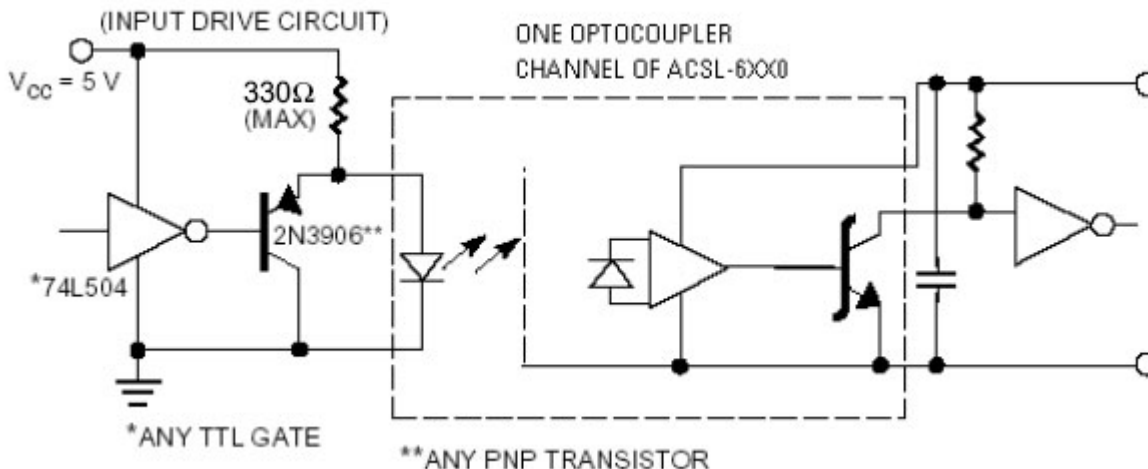 (INPUT DRIVE CIRCUIT)
V_CC = 5 V
330Ω
(MAX)
ONE OPTOCOUPLER
CHANNEL OF ACSL-6XX0
2N3906**
*74L504
*ANY TTL GATE
**ANY PNP TRANSISTOR